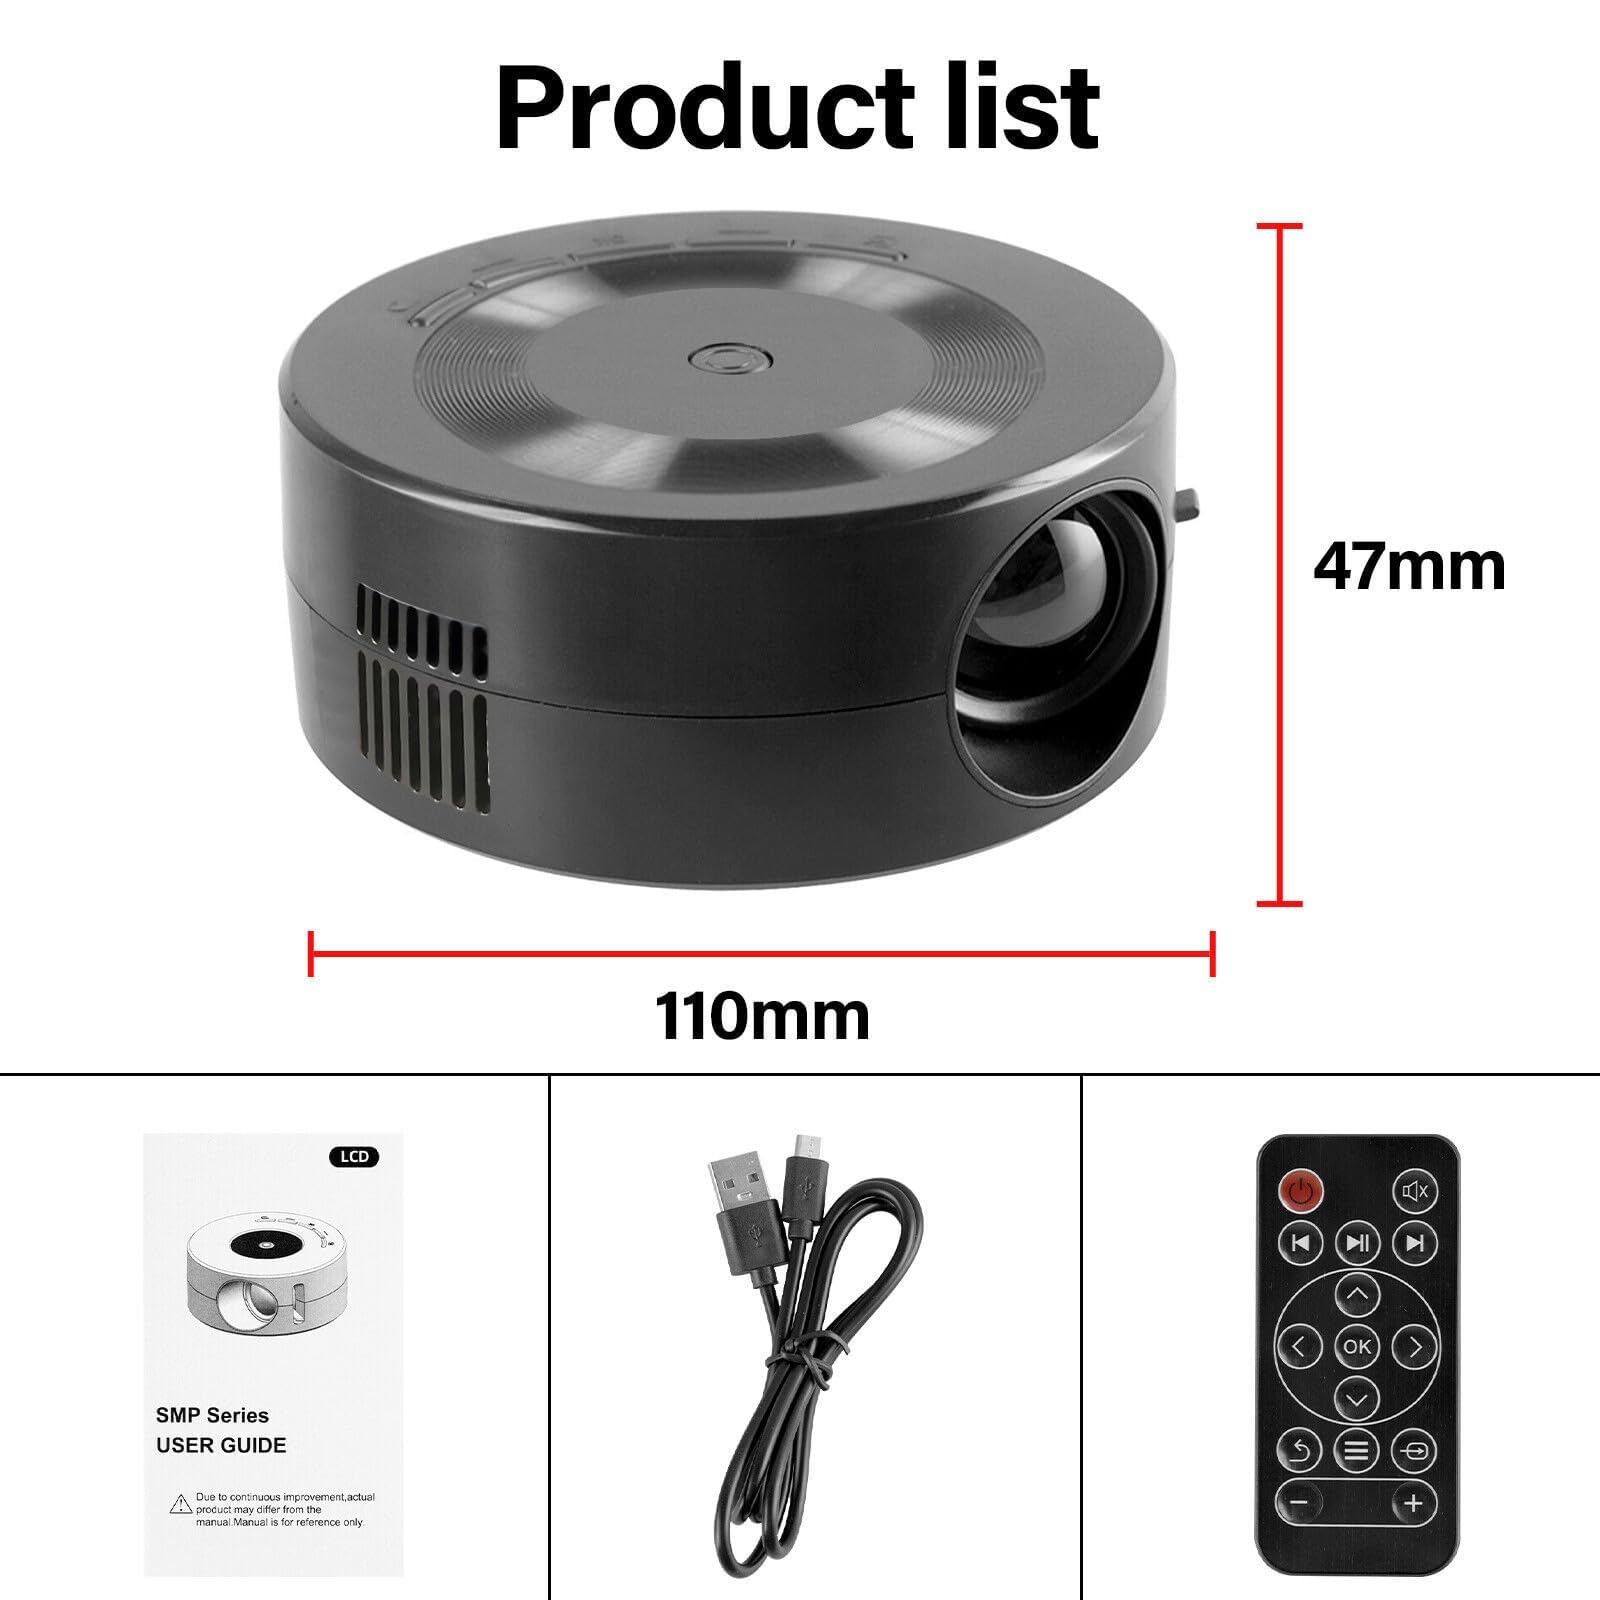 Product list
47mm
110mm
LCD
SMP Series
USER GUIDE
Due to continuous improvement,actual
product may differ from the
manual.Manual is for reference only.
OK